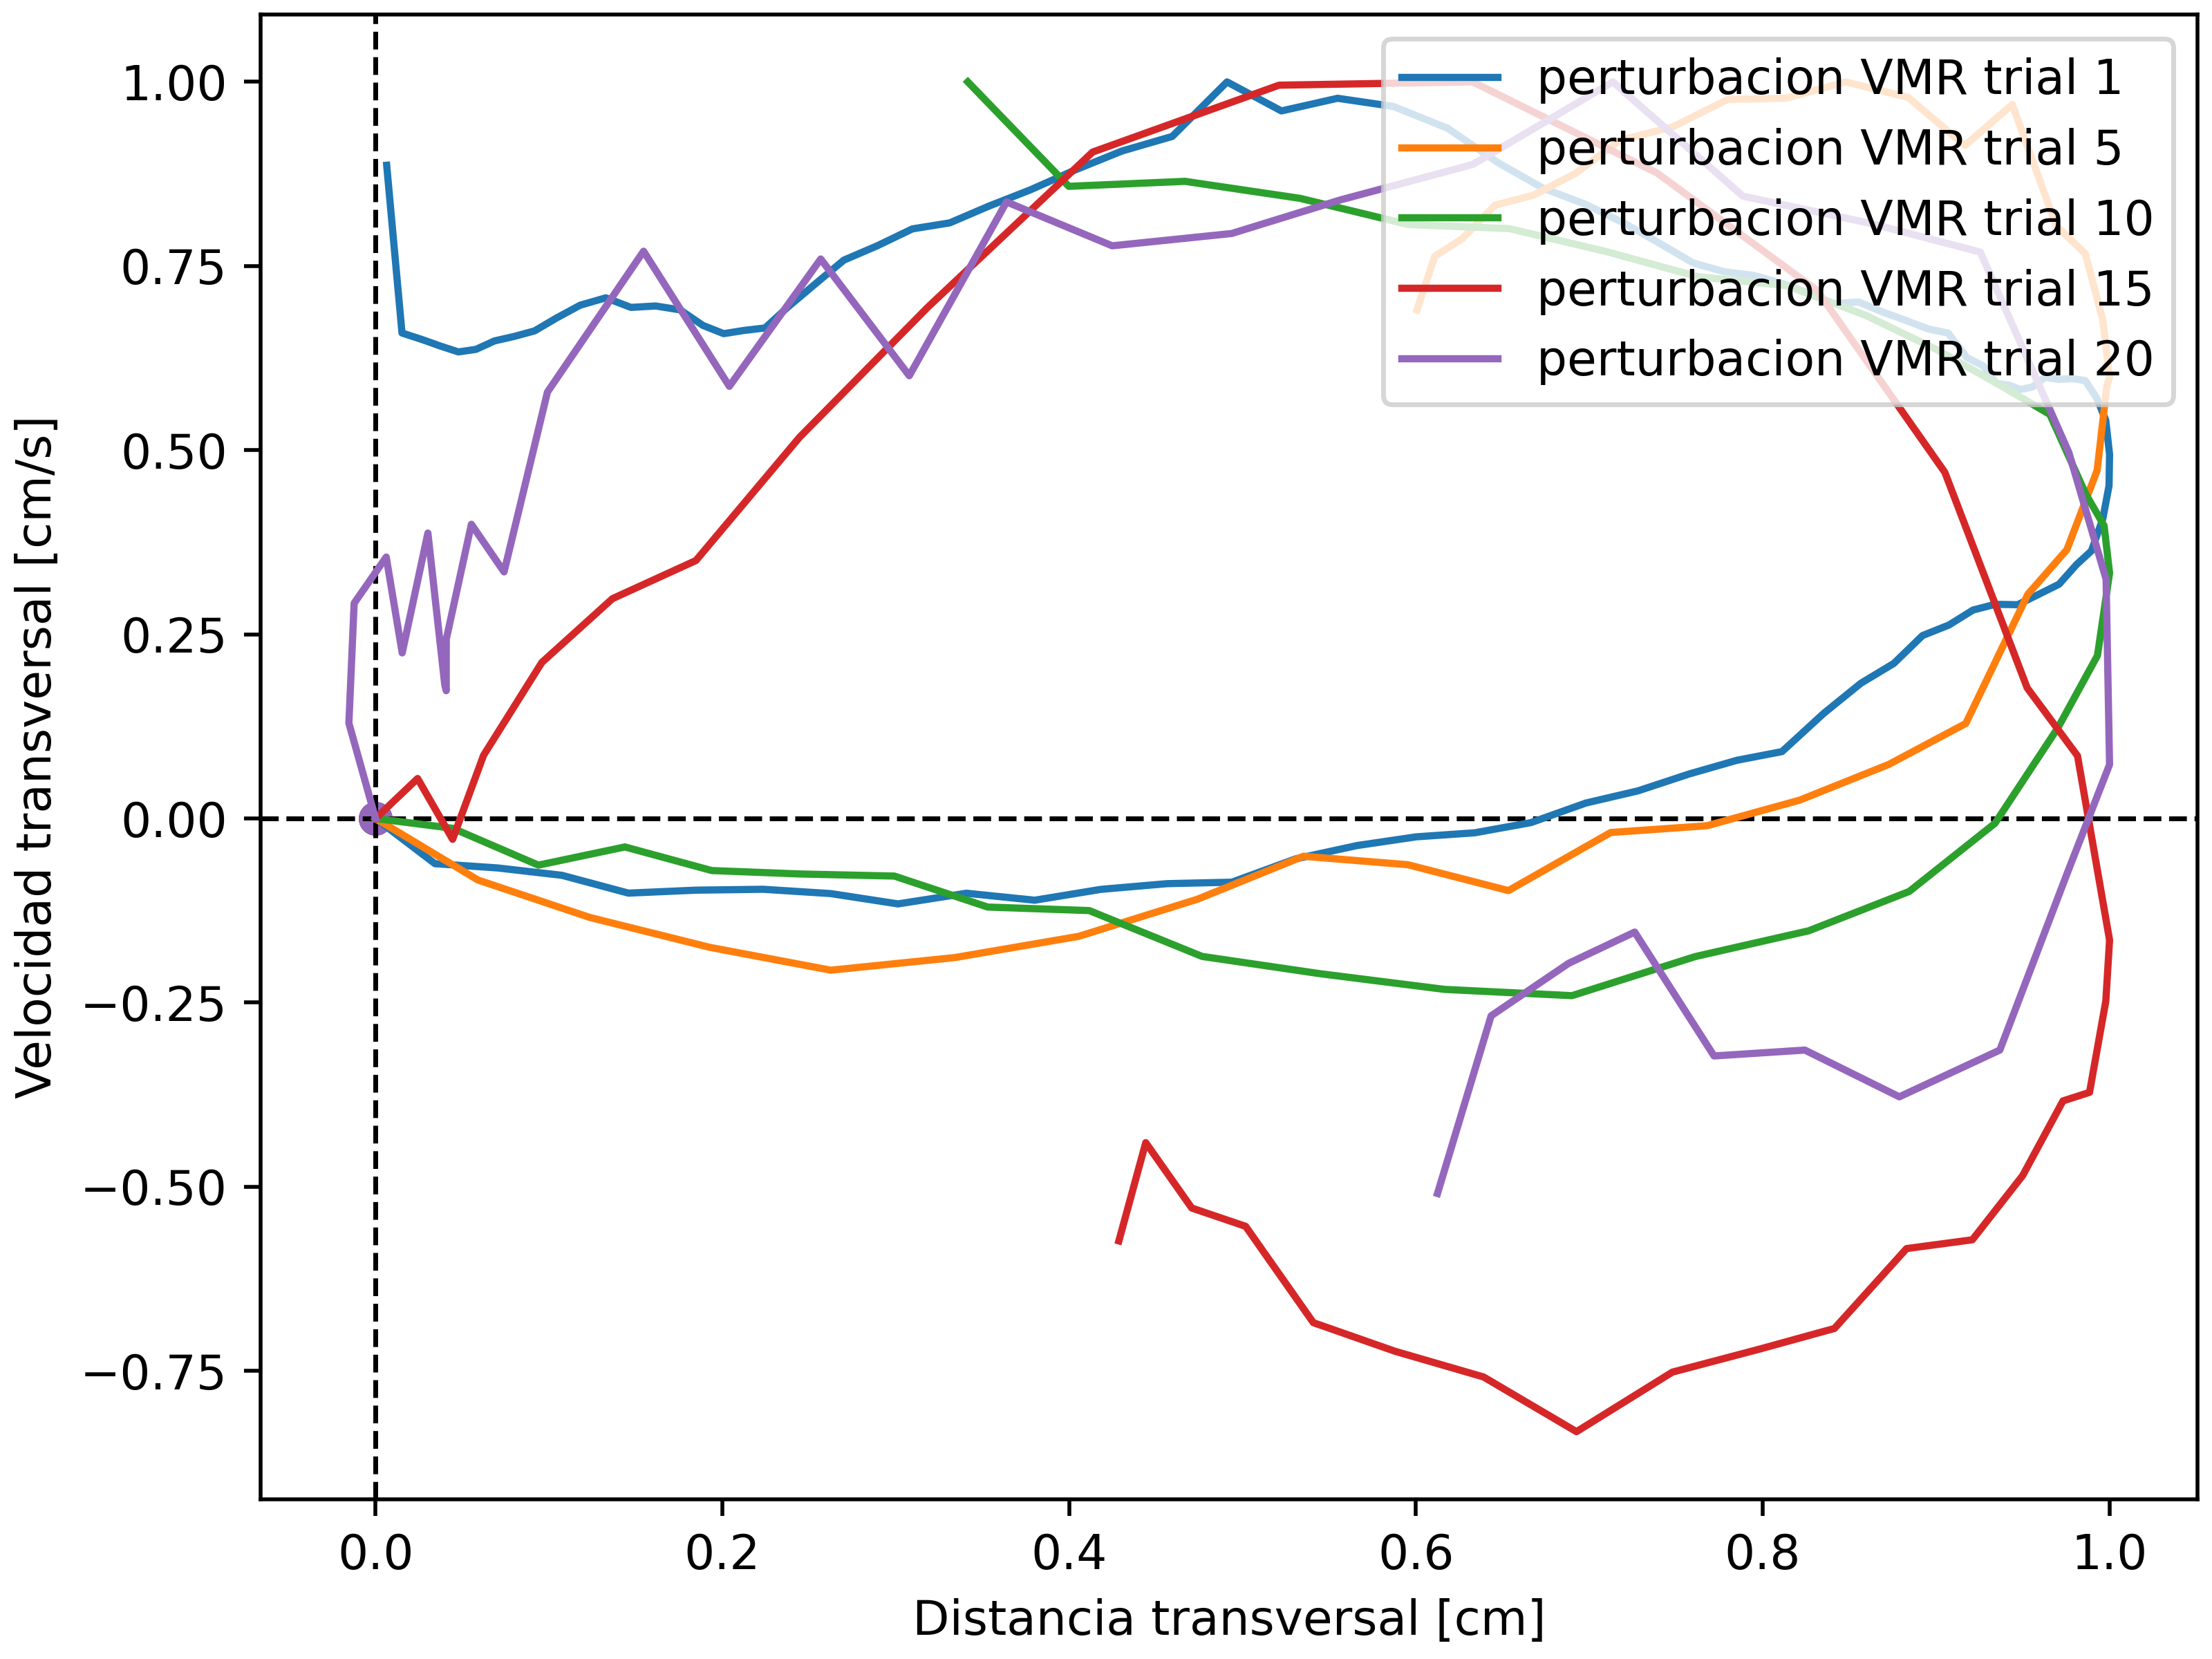 perturbacion VMR trial 1
perturbacion VMR trial 5
perturbacion VMR trial 10
perturbacion VMR trial 15
perturbacion VMR trial 20
1.00
0.75
0.50
0.25
0.00
−0.25
−0.50
−0.75
Velocidad transversal [cm/s]
0.0 0.2 0.4 0.6 0.8 1.0
Distancia transversal [cm]